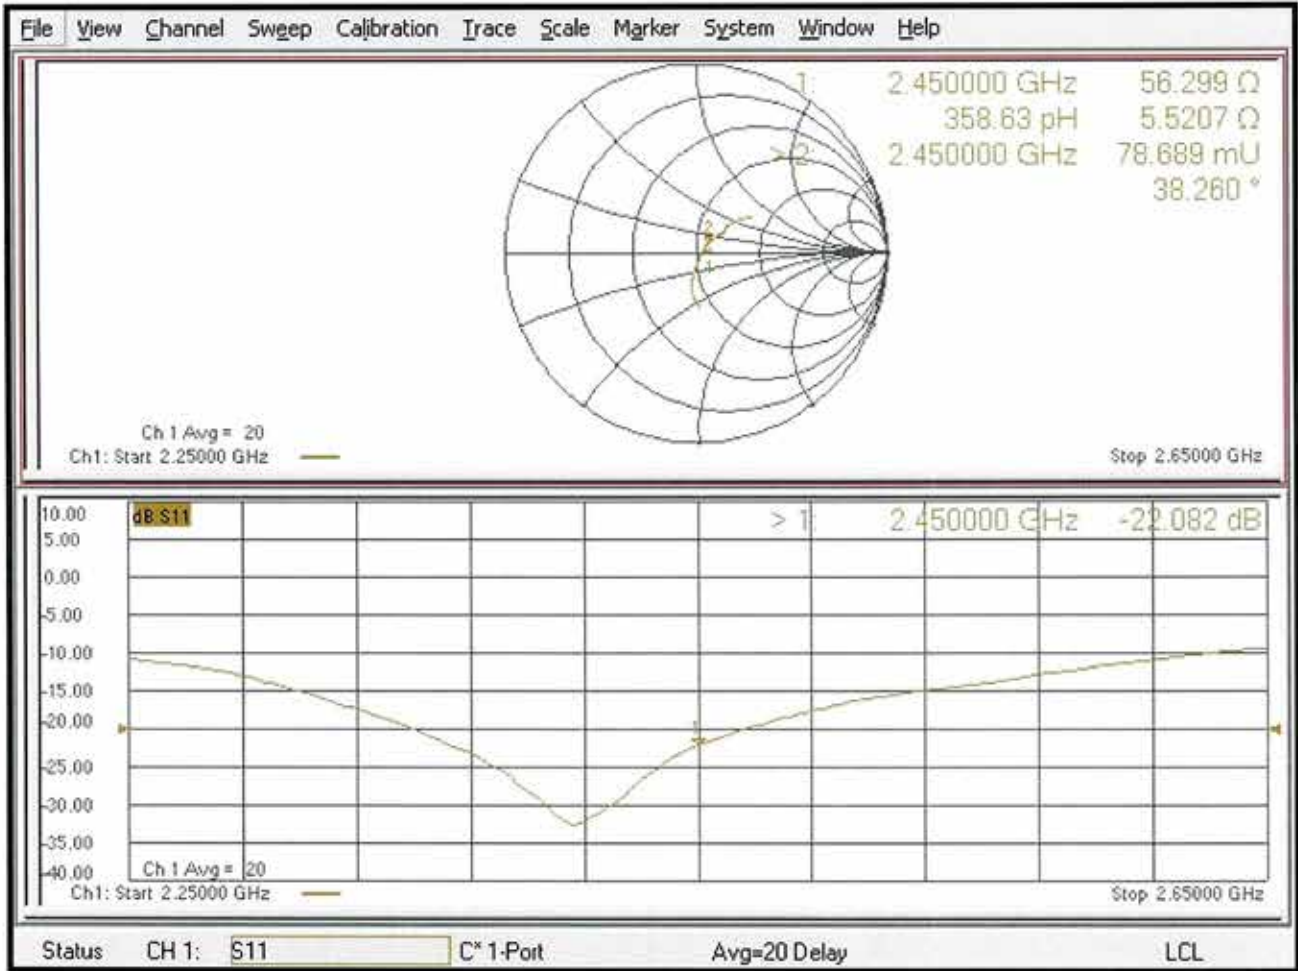 File View Channel Sweep Calibration Trace Scale Marker System Window Help
1: 2.450000 GHz 56.299 Ω
358.63 pH 5.5207 Ω
> 2: 2.450000 GHz 78.689 mU
38.260 °
Ch 1 Avg = 20
Ch1: Start 2.25000 GHz Stop 2.65000 GHz
10.00 dB S11 > 1: 2.450000 GHz -22.082 dB
5.00
0.00
-5.00
-10.00
-15.00
-20.00 1
-25.00
-30.00
-35.00
-40.00 Ch 1 Avg = 20
Ch1: Start 2.25000 GHz Stop 2.65000 GHz
Status CH 1: S11 C* 1-Port Avg=20 Delay LCL